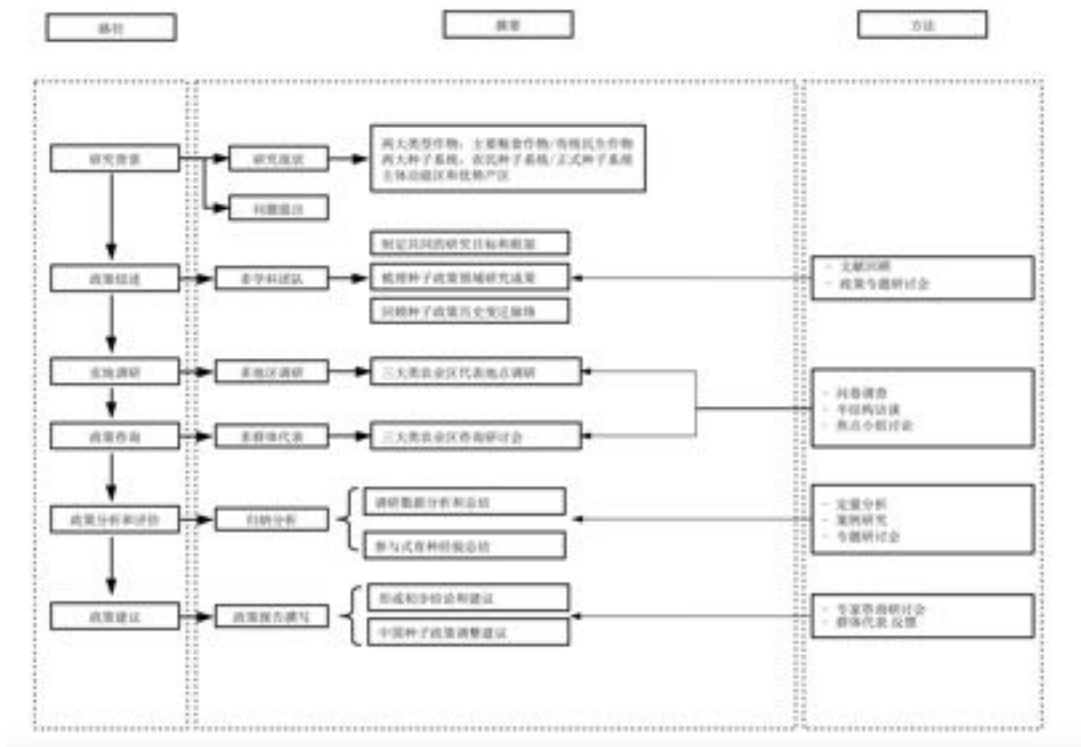 路径
摘要
方法
研究背景
研究现状
两大类型作物：主要粮食作物/传统民生作物
两大种子系统：农民种子系统/正式种子系统
主体功能区和优势产区
问题提出
制定共同的研究目标和框架
政策综述
多学科团队
梳理种子政策领域研究成果
- 文献回顾
- 政策专题研讨会
回顾种子政策历史变迁脉络
实地调研
多地区调研
三大类农业区代表地点调研
- 问卷调查
- 半结构访谈
- 焦点小组讨论
政策咨询
多群体代表
三大类农业区咨询研讨会
政策分析和评价
归纳分析
调研数据分析和总结
参与式育种经验总结
- 定量分析
- 案例研究
- 专题研讨会
政策建议
政策报告撰写
形成初步结论和建议
中国种子政策调整建议
- 专家咨询研讨会
- 群体代表 反馈